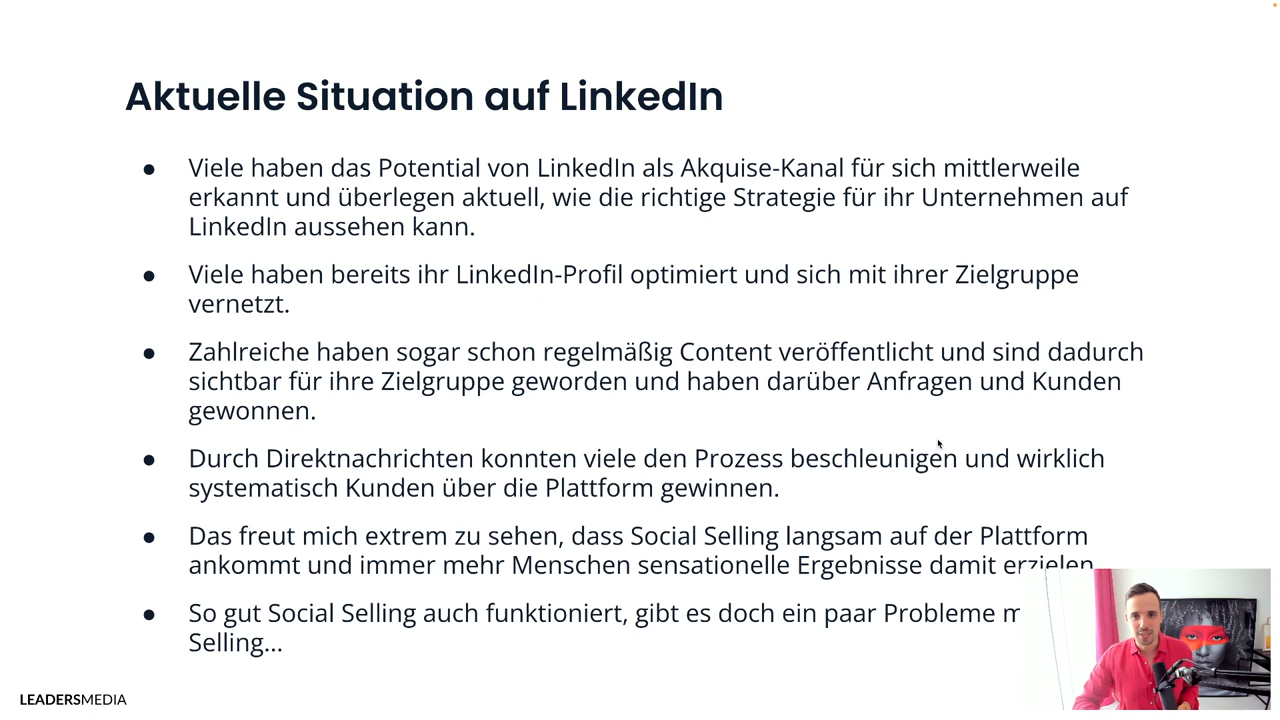 Aktuelle Situation auf LinkedIn
● Viele haben das Potential von LinkedIn als Akquise-Kanal für sich mittlerweile
erkannt und überlegen aktuell, wie die richtige Strategie für ihr Unternehmen auf
LinkedIn aussehen kann.
● Viele haben bereits ihr LinkedIn-Profil optimiert und sich mit ihrer Zielgruppe
vernetzt.
● Zahlreiche haben sogar schon regelmäßig Content veröffentlicht und sind dadurch
sichtbar für ihre Zielgruppe geworden und haben darüber Anfragen und Kunden
gewonnen.
● Durch Direktnachrichten konnten viele den Prozess beschleunigen und wirklich
systematisch Kunden über die Plattform gewinnen.
● Das freut mich extrem zu sehen, dass Social Selling langsam auf der Plattform
ankommt und immer mehr Menschen sensationelle Ergebnisse damit erzielen
● So gut Social Selling auch funktioniert, gibt es doch ein paar Probleme
Selling...
LEADERSMEDIA